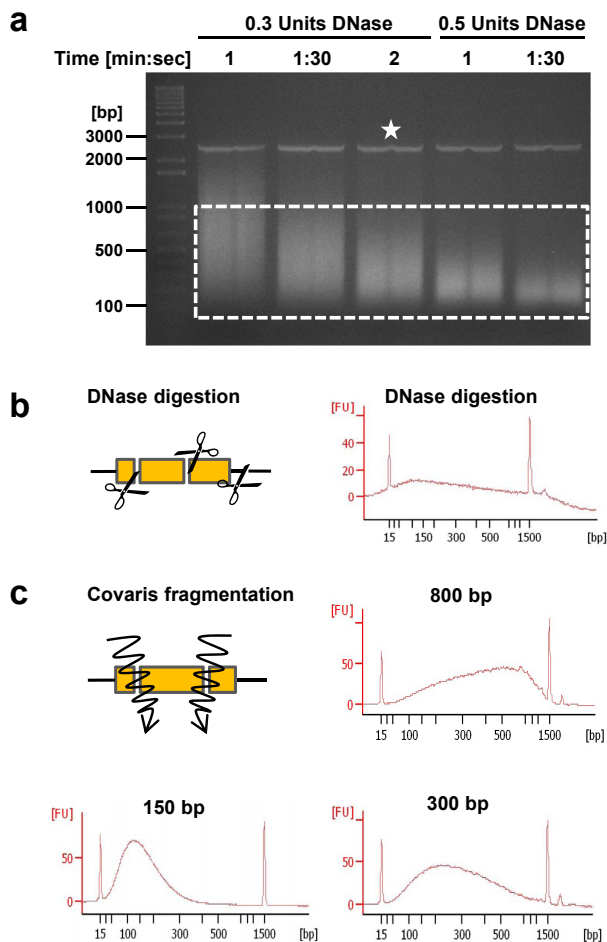 a
0.3 Units DNase 0.5 Units DNase
Time [min:sec] 1 1:30 2 1 1:30
[bp]
3000
2000
1000
500
100
b
DNase digestion DNase digestion
[FU]
40
20
0
15 150 300 500 1500 [bp]
c
Covaris fragmentation 800 bp
[FU]
50
0
15 100 300 500 1500 [bp]
150 bp 300 bp
[FU] [FU]
50 50
0 0
15 100 300 1500 [bp] 15 100 300 500 1500 [bp]